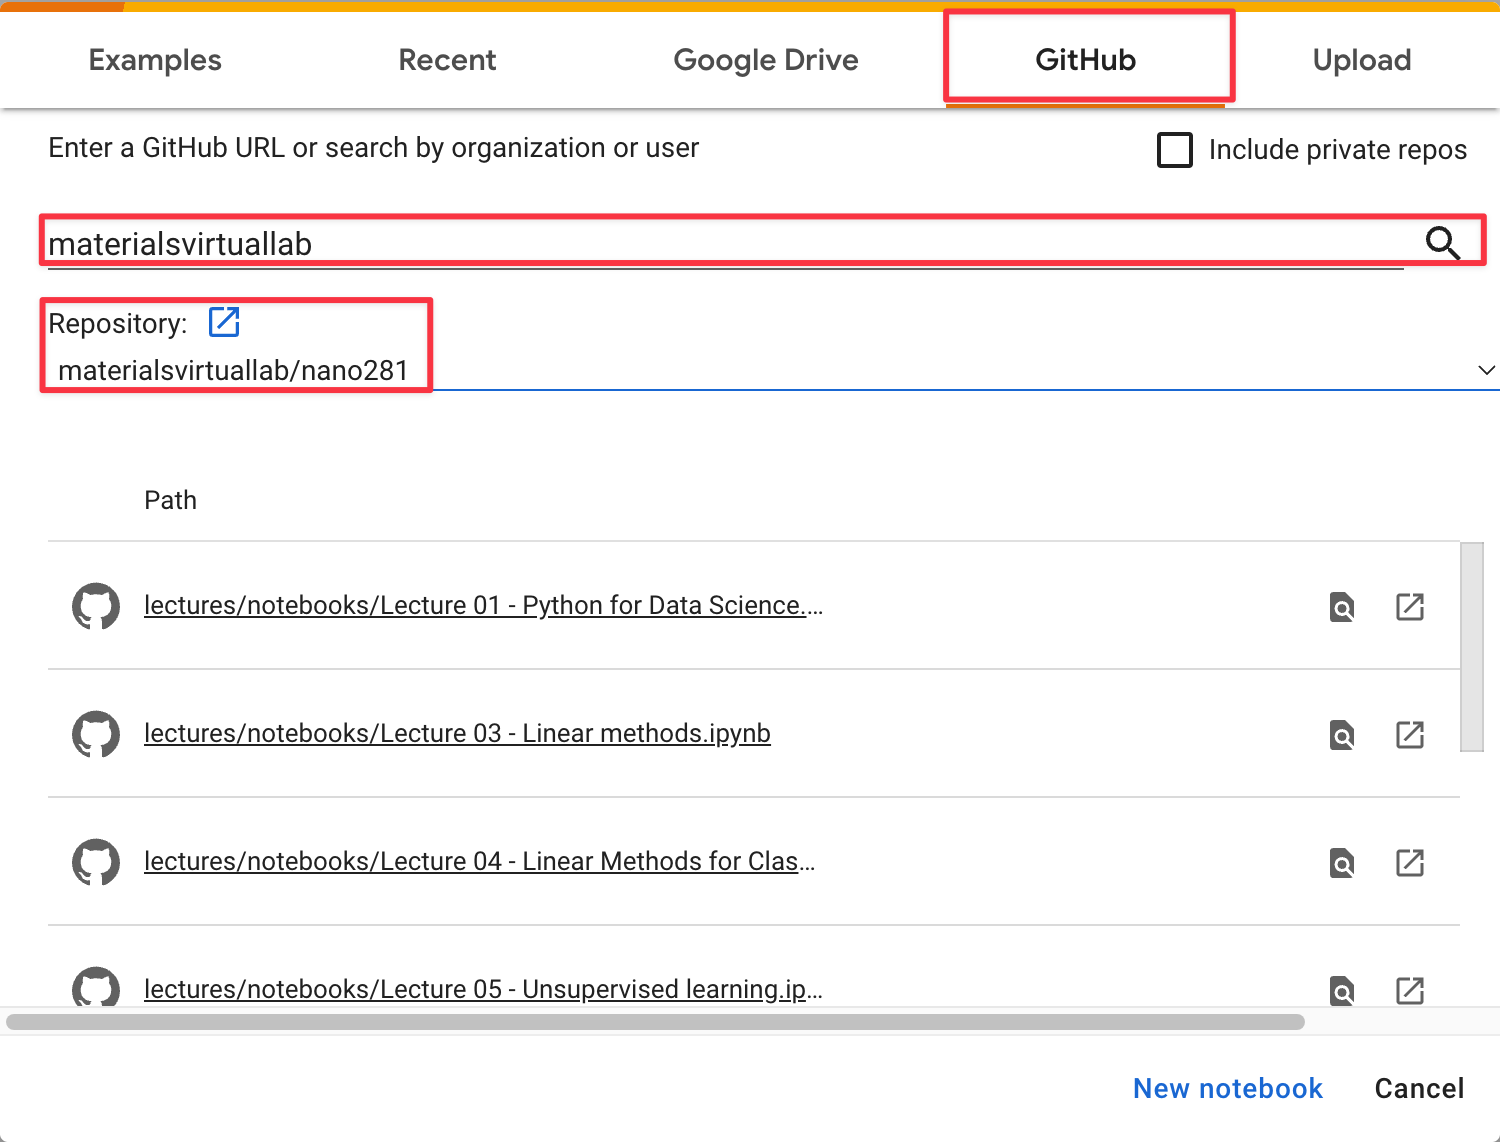 Examples Recent Google Drive GitHub Upload
Enter a GitHub URL or search by organization or user Include private repos
materialsvirtuallab
Repository:
materialsvirtuallab/nano281
Path
lectures/notebooks/Lecture 01 - Python for Data Science....
lectures/notebooks/Lecture 03 - Linear methods.ipynb
lectures/notebooks/Lecture 04 - Linear Methods for Clas...
lectures/notebooks/Lecture 05 - Unsupervised learning.ip...
New notebook Cancel